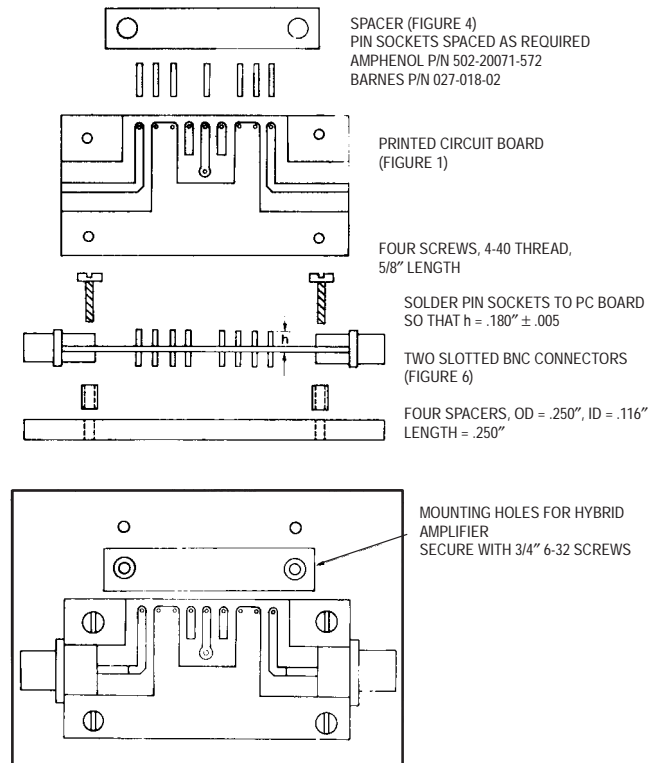 SPACER (FIGURE 4)
PIN SOCKETS SPACED AS REQUIRED
AMPHENOL P/N 502-20071-572
BARNES P/N 027-018-02
PRINTED CIRCUIT BOARD
(FIGURE 1)
FOUR SCREWS, 4-40 THREAD,
5/8″ LENGTH
SOLDER PIN SOCKETS TO PC BOARD
SO THAT h = .180″ ± .005
h
TWO SLOTTED BNC CONNECTORS
(FIGURE 6)
FOUR SPACERS, OD = .250″, ID = .116″
LENGTH = .250″
MOUNTING HOLES FOR HYBRID
AMPLIFIER
SECURE WITH 3/4″ 6-32 SCREWS